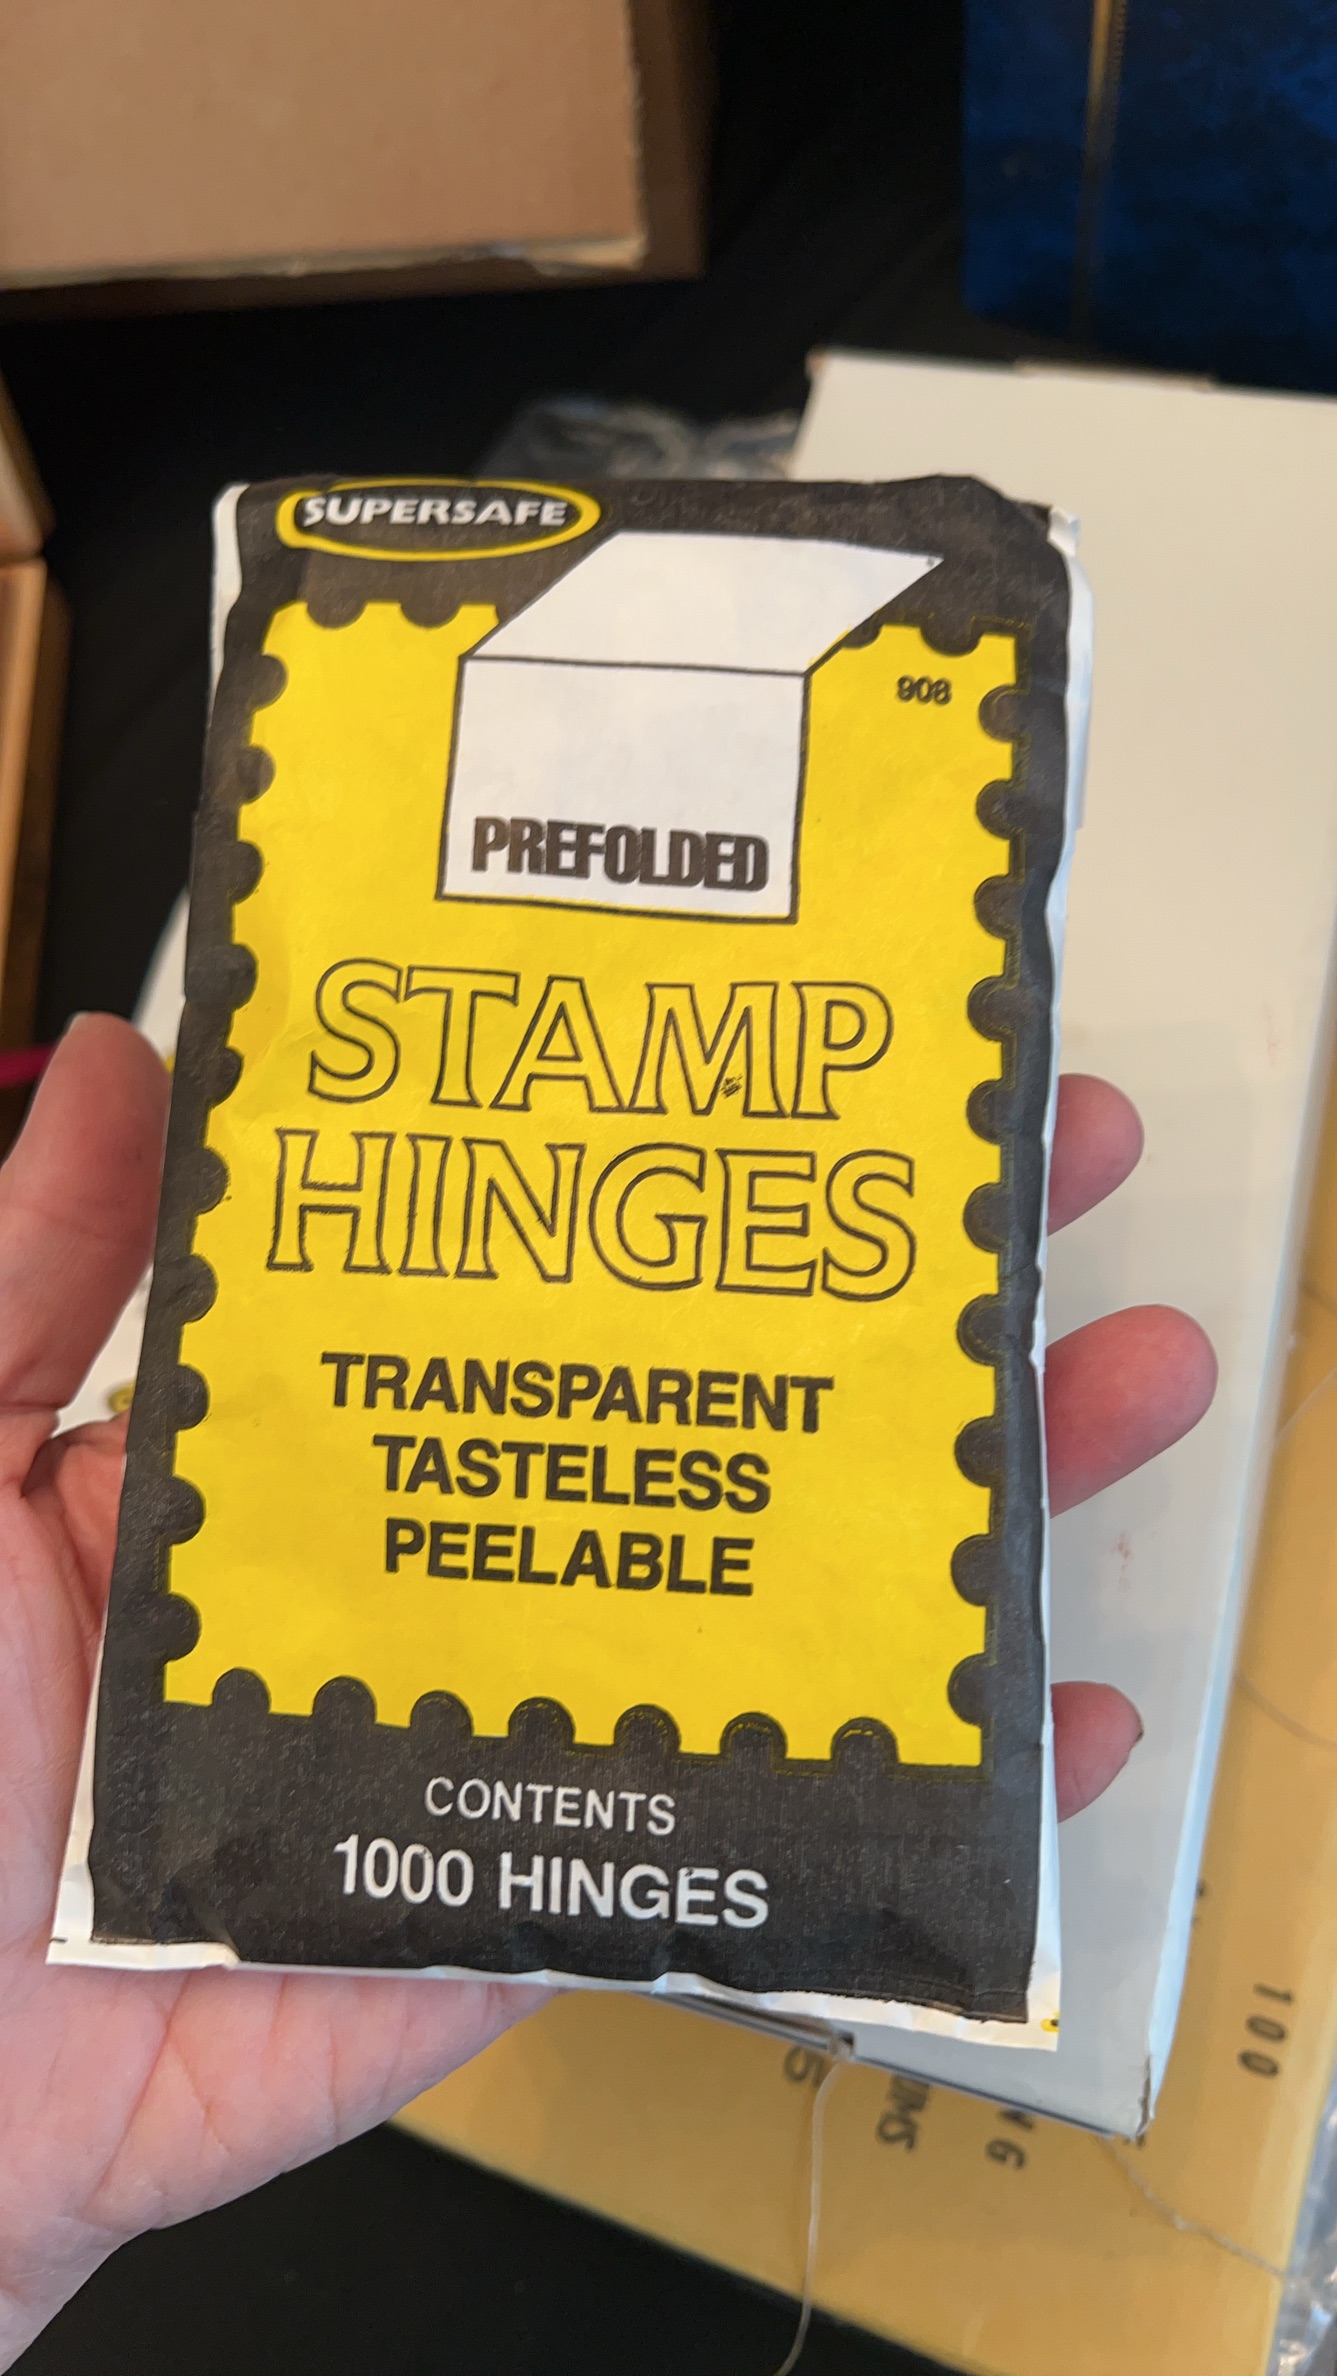 SUPERSAFE
908
PREFOLDED
STAMP
HINGES
TRANSPARENT
TASTELESS
PEELABLE
CONTENTS
1000 HINGES
100